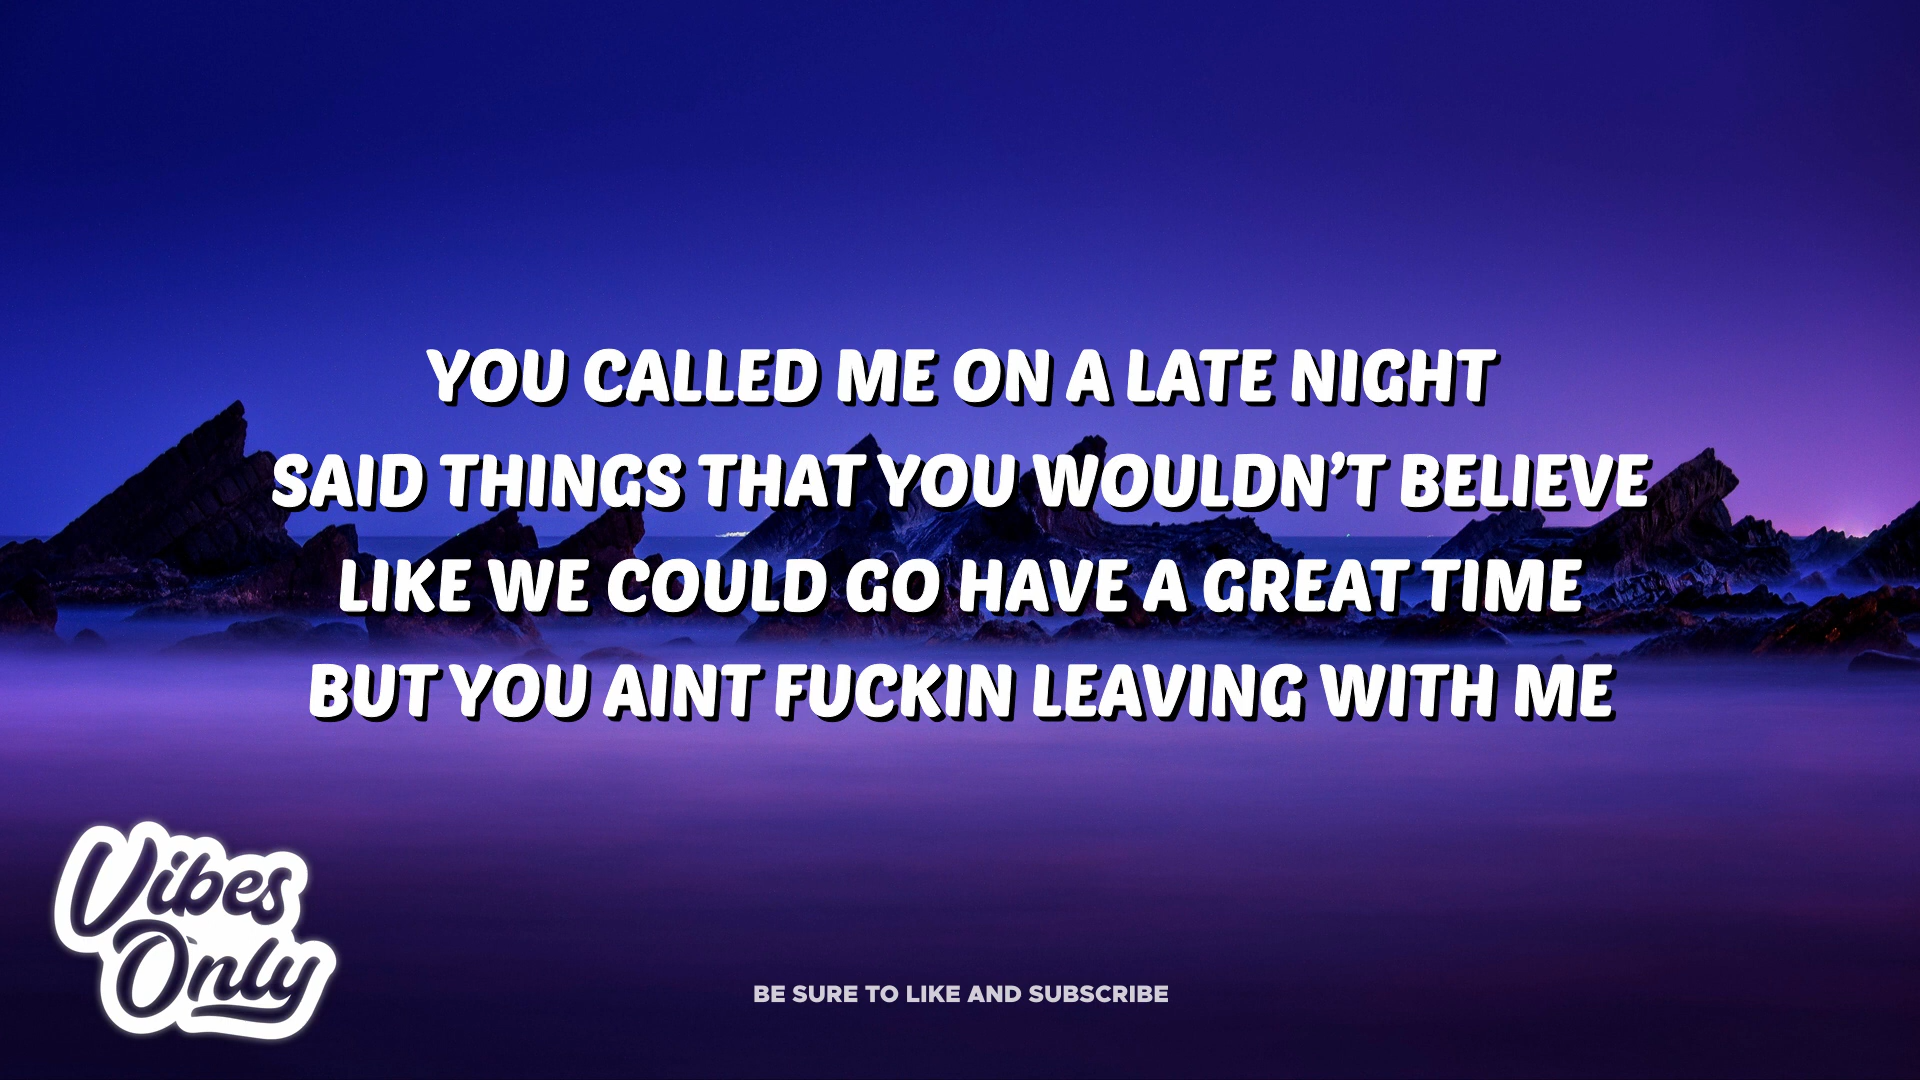 YOU CALLED ME ON A LATE NIGHT
SAID THINGS THAT YOU WOULDN’T BELIEVE
LIKE WE COULD GO HAVE A GREAT TIME
BUT YOU AINT FUCKIN LEAVING WITH ME
Vibes
Only
BE SURE TO LIKE AND SUBSCRIBE